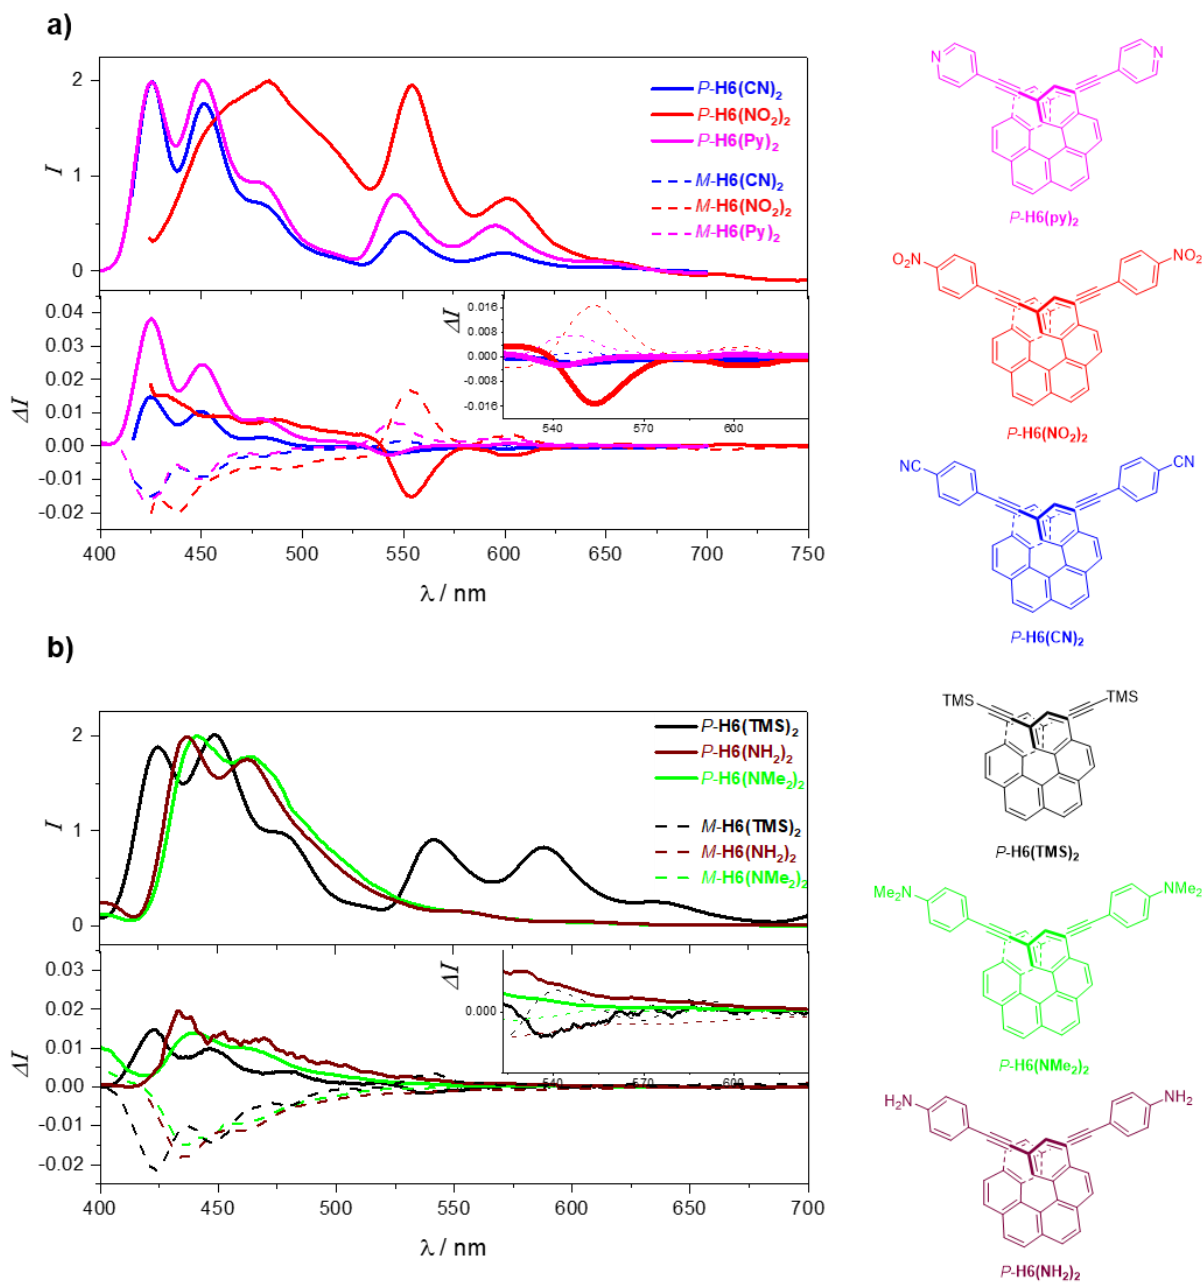 a)
2
1
0
I
P-H6(CN)2
P-H6(NO2)2
P-H6(Py)2
M-H6(CN)2
M-H6(NO2)2
M-H6(Py)2
0.04
0.03
0.02
0.01
0.00
-0.01
-0.02
ΔI
ΔI
0.016
0.008
0.000
-0.008
-0.016
540 570 600
400 450 500 550 600 650 700 750
λ / nm
N N
P-H6(py)2
O2N NO2
P-H6(NO2)2
NC CN
P-H6(CN)2
b)
2
1
0
I
P-H6(TMS)2
P-H6(NH2)2
P-H6(NMe2)2
M-H6(TMS)2
M-H6(NH2)2
M-H6(NMe2)2
0.03
0.02
0.01
0.00
-0.01
-0.02
ΔI
ΔI
0.000
540 570 600
400 450 500 550 600 650 700
λ / nm
TMS TMS
P-H6(TMS)2
Me2N NMe2
P-H6(NMe2)2
H2N NH2
P-H6(NH2)2